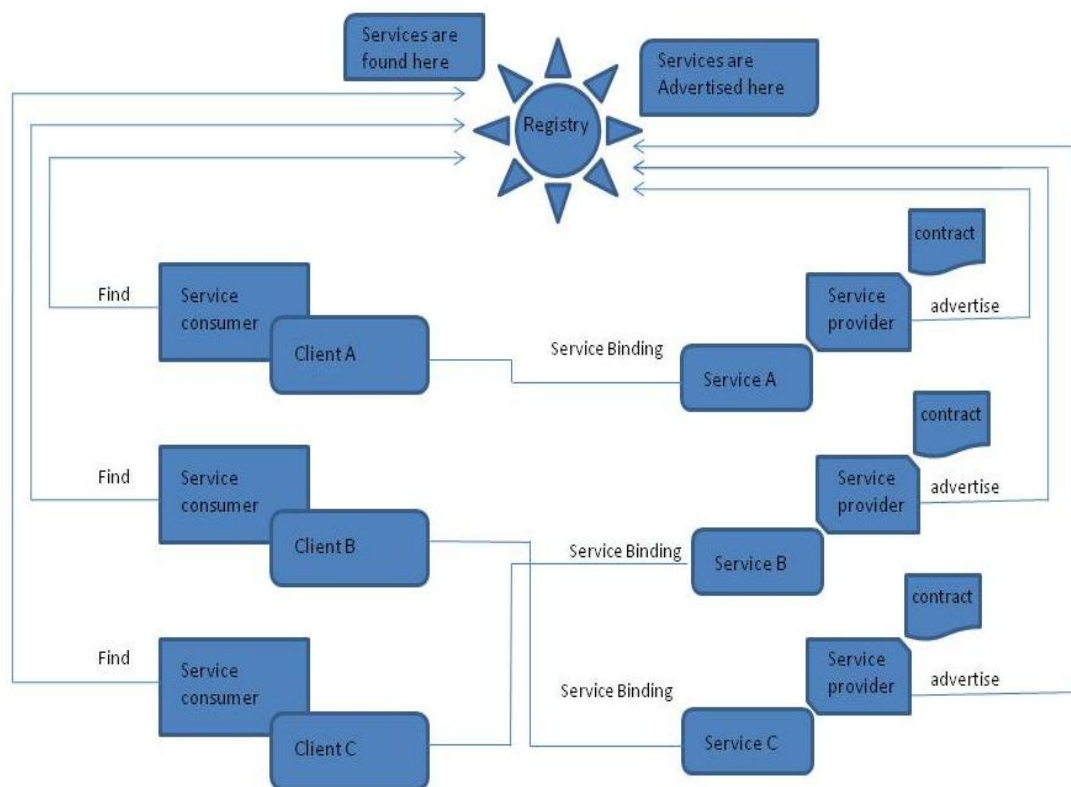 Services are
found here
Services are
Advertised here
Registry
contract
Find
Service
consumer
Service
provider
advertise
Client A
Service Binding
Service A
contract
Find
Service
consumer
Service
provider
advertise
Client B
Service Binding
Service B
contract
Find
Service
consumer
Service
provider
advertise
Service Binding
Client C
Service C